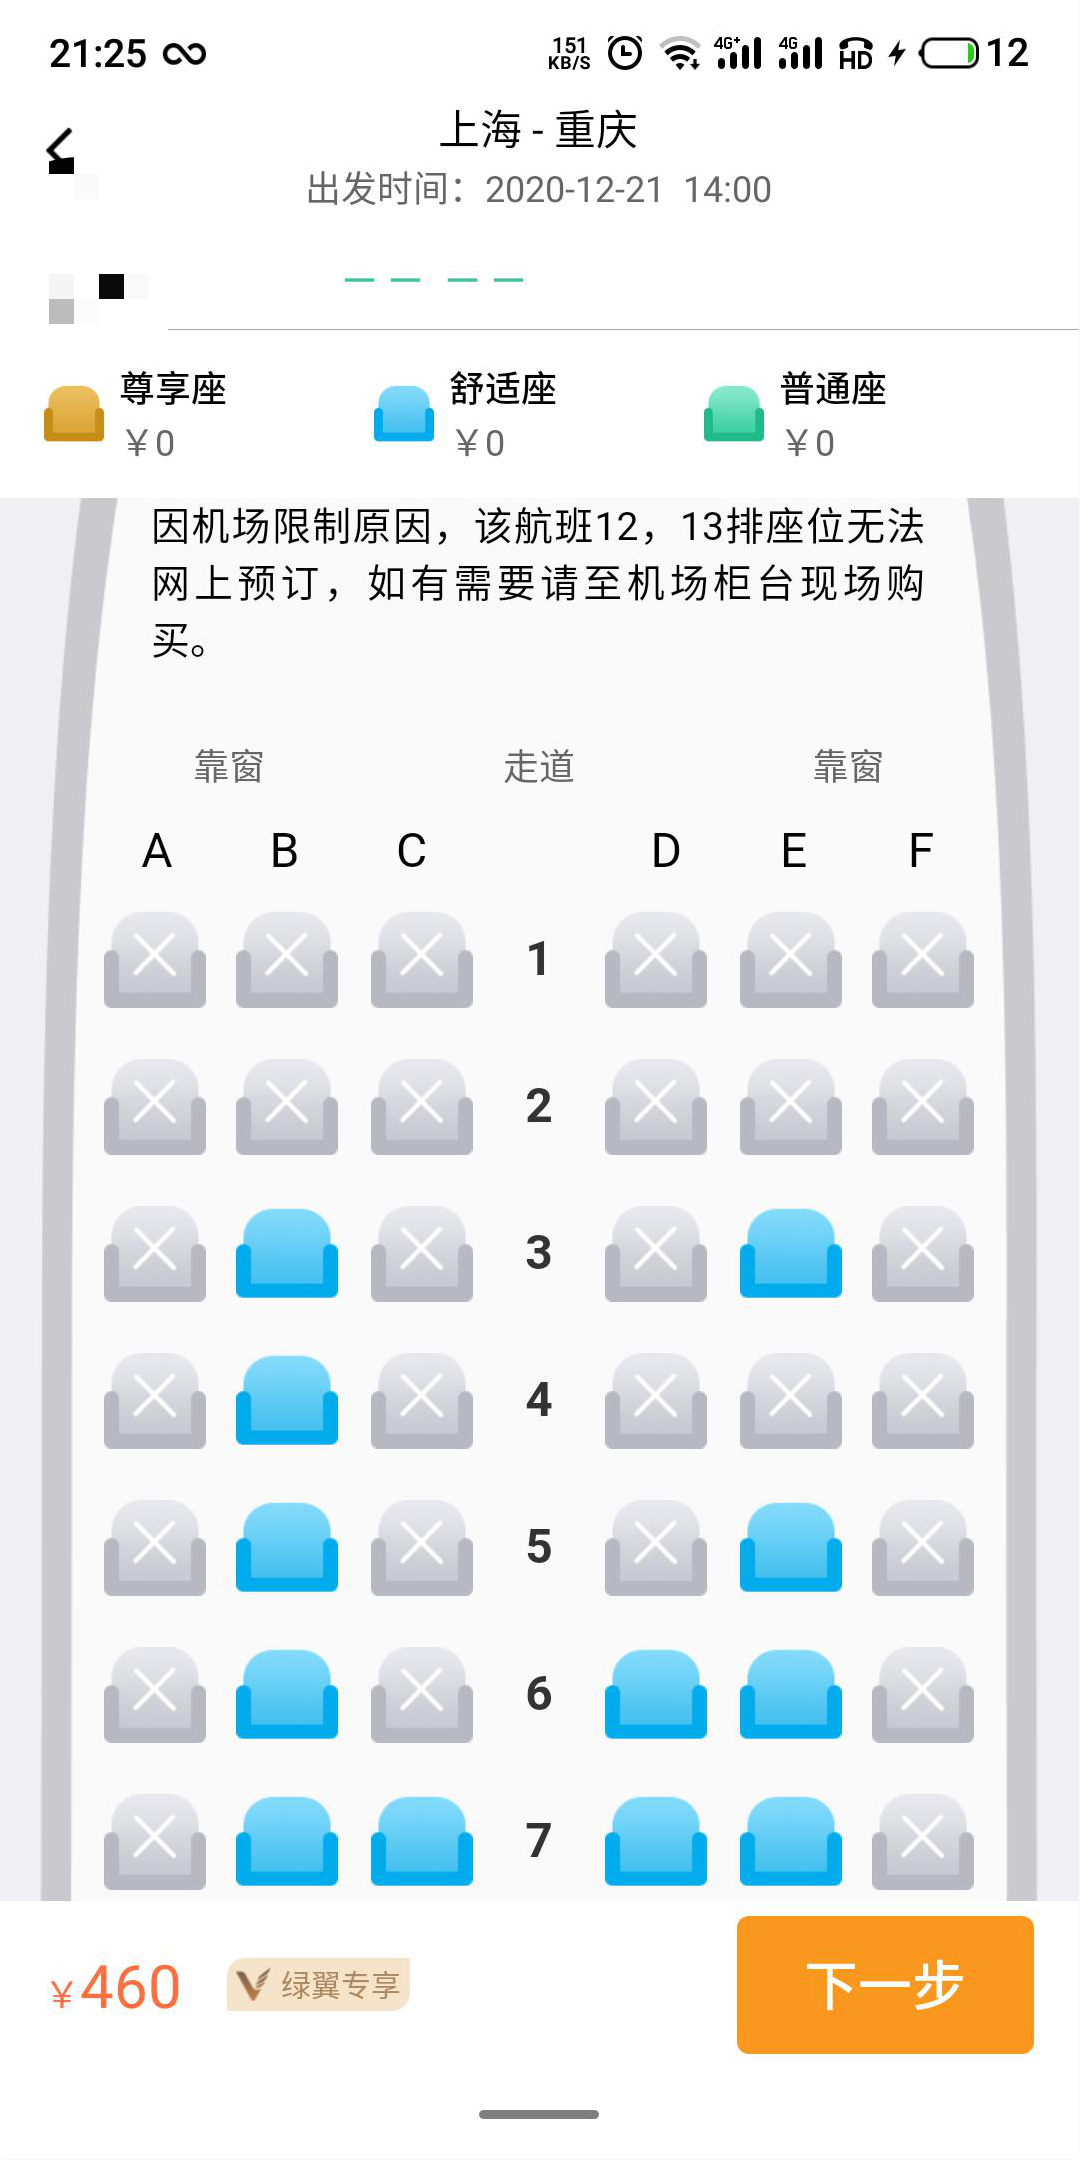 21:25 151 KB/S 4G+ 4G HD 12
上海 - 重庆
出发时间：2020-12-21 14:00
尊享座 舒适座 普通座
￥0 ￥0 ￥0
因机场限制原因，该航班12，13排座位无法
网上预订，如有需要请至机场柜台现场购
买。
靠窗 走道 靠窗
A B C D E F
1
2
3
4
5
6
7
￥460 绿翼专享 下一步